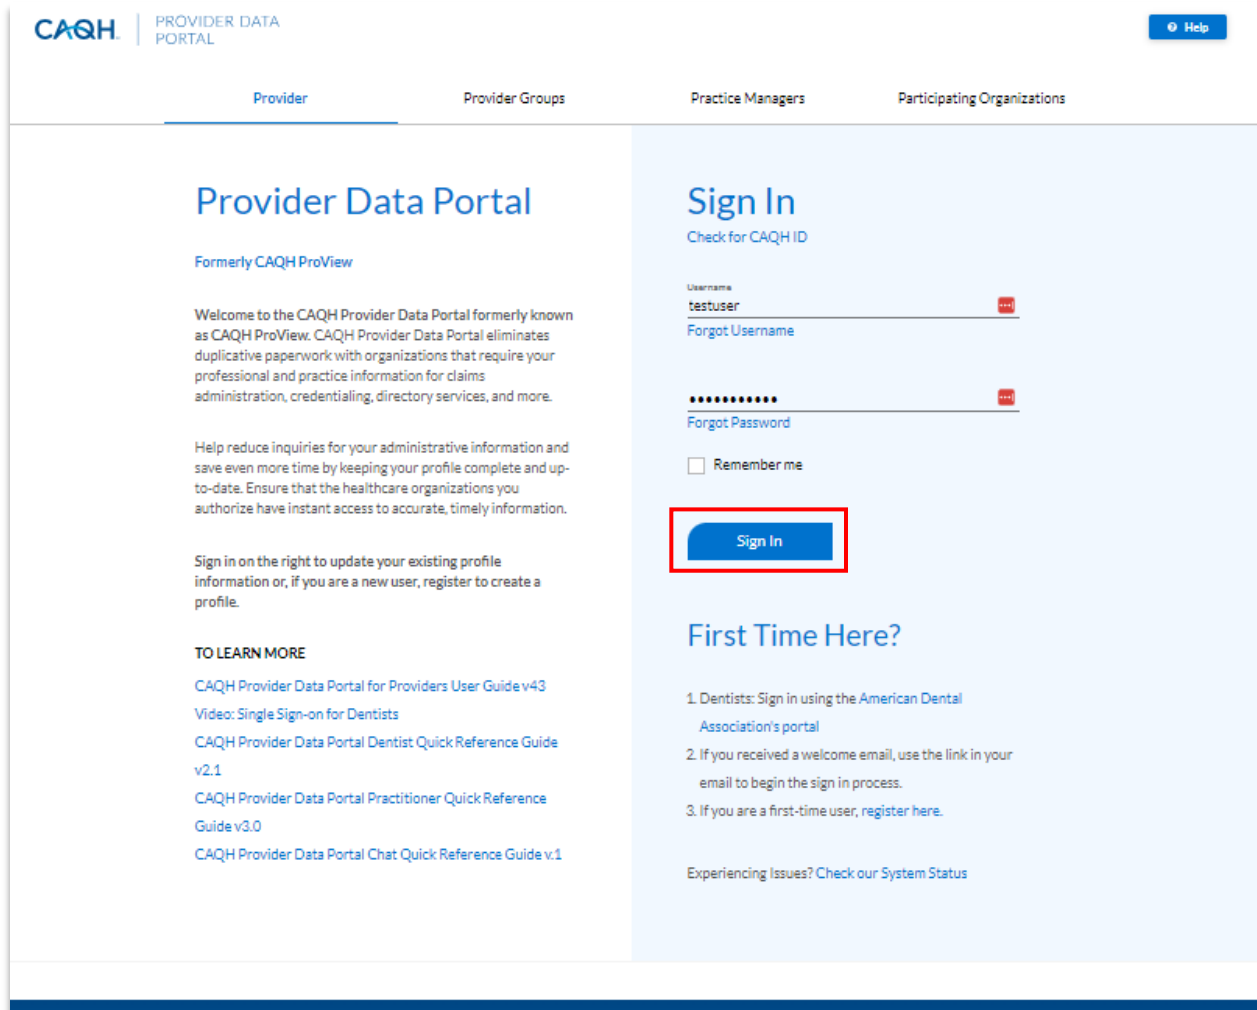 CAQH
PROVIDER DATA
PORTAL
Help
Provider
Provider Groups
Practice Managers
Participating Organizations
Provider Data Portal
Formerly CAQH ProView
Welcome to the CAQH Provider Data Portal formerly known
as CAQH ProView. CAQH Provider Data Portal eliminates
duplicative paperwork with organizations that require your
professional and practice information for claims
administration, credentialing, directory services, and more.
Help reduce inquiries for your administrative information and
save even more time by keeping your profile complete and up-
to-date. Ensure that the healthcare organizations you
authorize have instant access to accurate, timely information.
Sign in on the right to update your existing profile
information or, if you are a new user, register to create a
profile.
TO LEARN MORE
CAQH Provider Data Portal for Providers User Guide v43
Video: Single Sign-on for Dentists
CAQH Provider Data Portal Dentist Quick Reference Guide
v2.1
CAQH Provider Data Portal Practitioner Quick Reference
Guide v3.0
CAQH Provider Data Portal Chat Quick Reference Guide v.1
Sign In
Check for CAQH ID
Username
testuser
Forgot Username
•••••••••••
Forgot Password
Remember me
Sign In
First Time Here?
1. Dentists: Sign in using the American Dental
Association's portal
2. If you received a welcome email, use the link in your
email to begin the sign in process.
3. If you are a first-time user, register here.
Experiencing Issues? Check our System Status